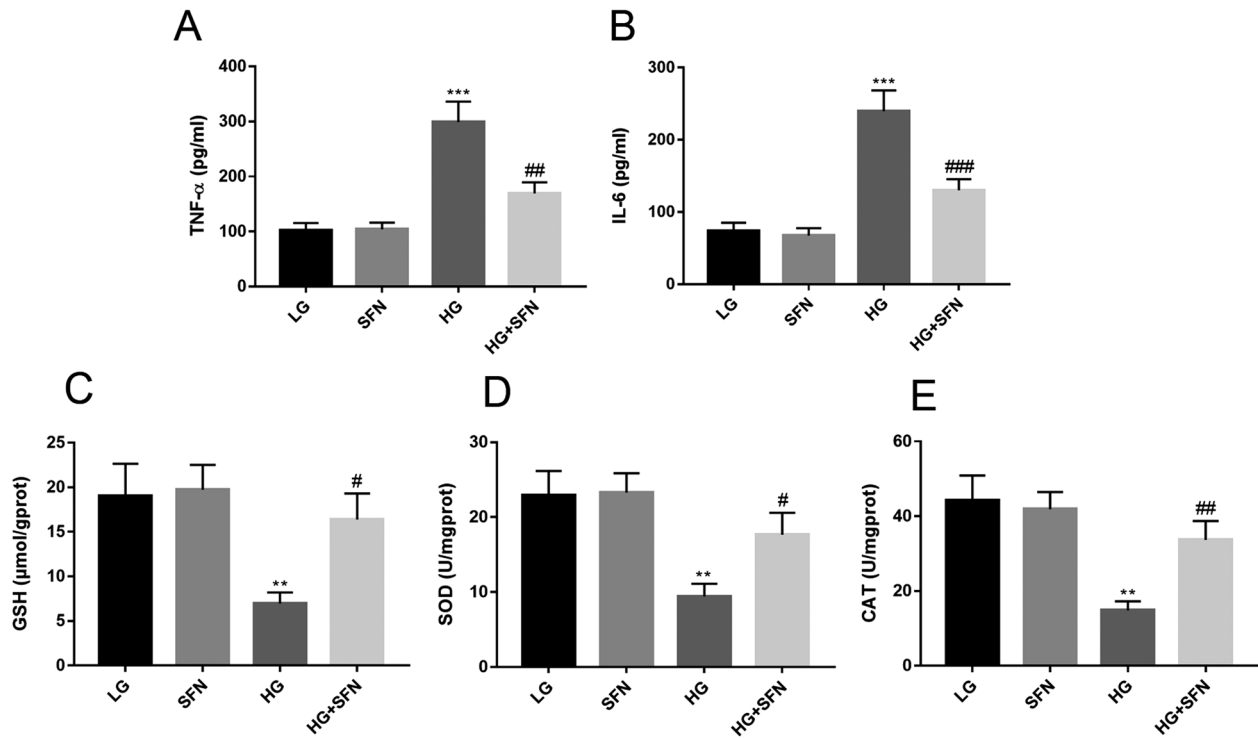 A
TNF-α (pg/ml)
400
300
200
100
0
***
##
LG
SFN
HG
HG+SFN
B
IL-6 (pg/ml)
300
200
100
0
***
###
LG
SFN
HG
HG+SFN
C
GSH (μmol/gprot)
25
20
15
10
5
0
**
#
LG
SFN
HG
HG+SFN
D
SOD (U/mgprot)
30
20
10
0
**
#
LG
SFN
HG
HG+SFN
E
CAT (U/mgprot)
60
40
20
0
**
##
LG
SFN
HG
HG+SFN